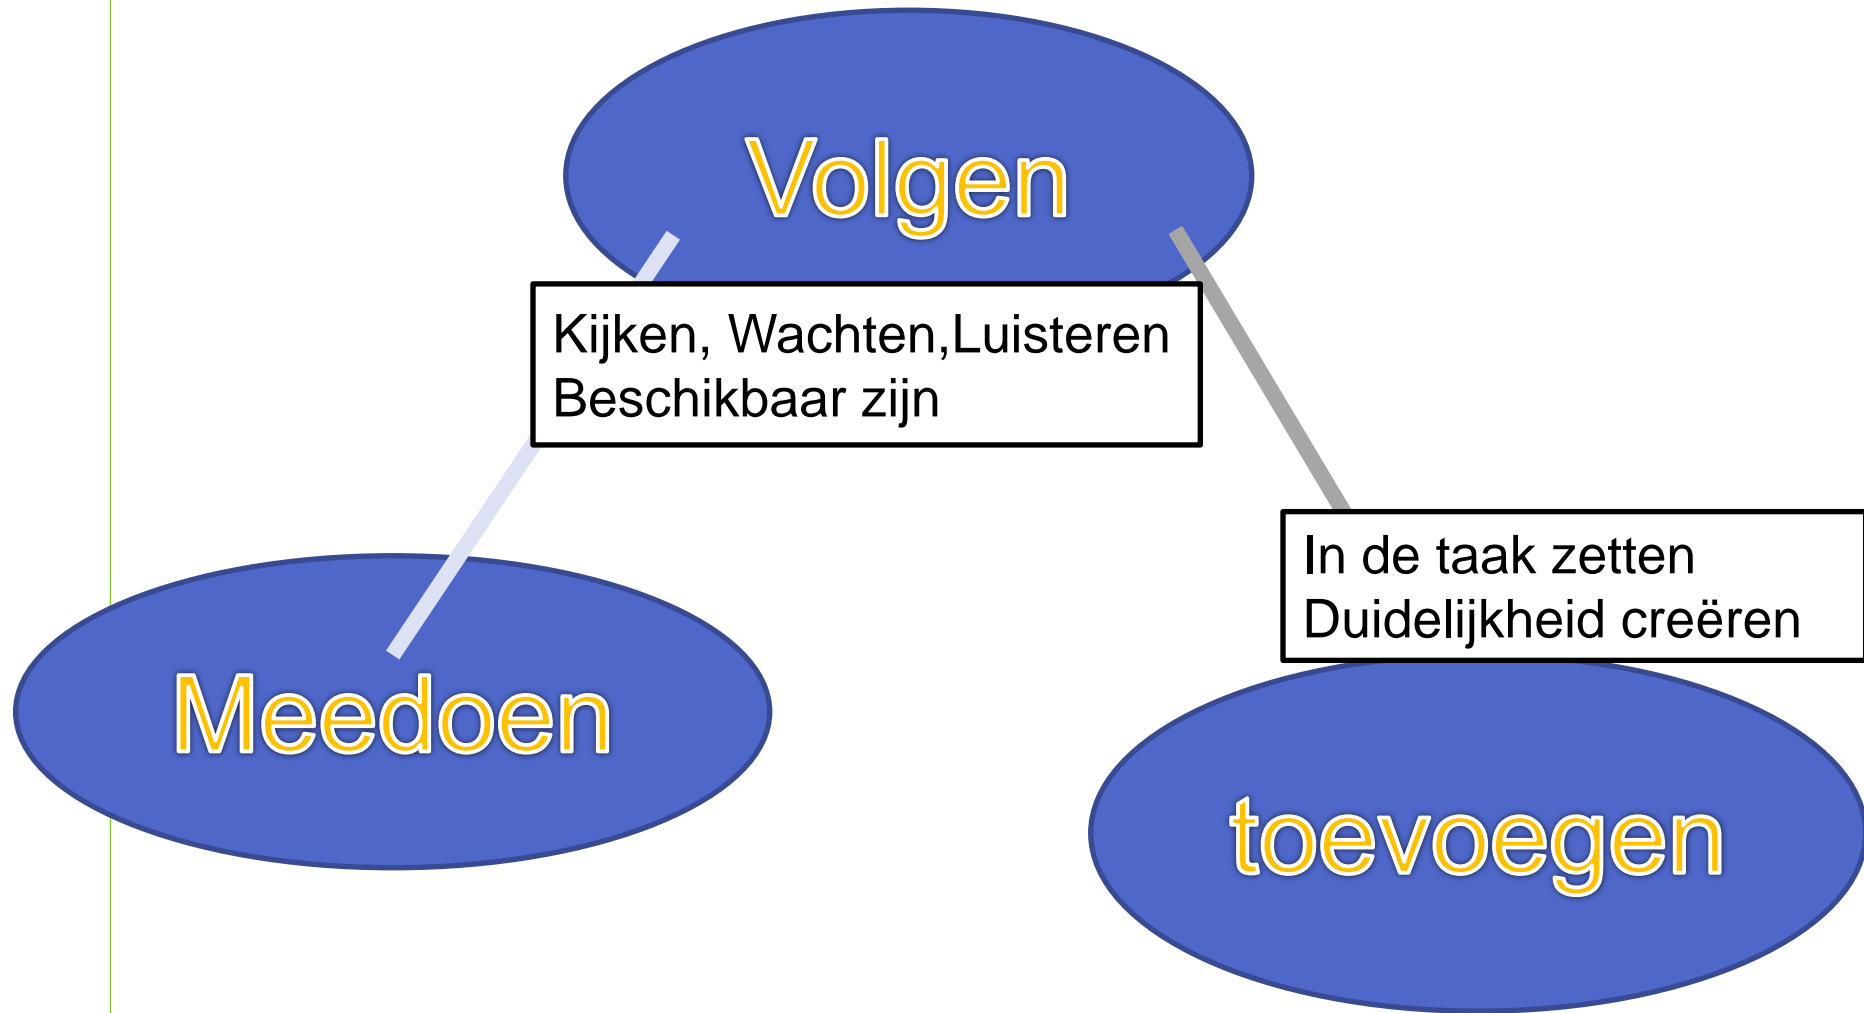 Volgen
Kijken, Wachten,Luisteren
Beschikbaar zijn
In de taak zetten
Duidelijkheid creëren
Meedoen
toevoegen